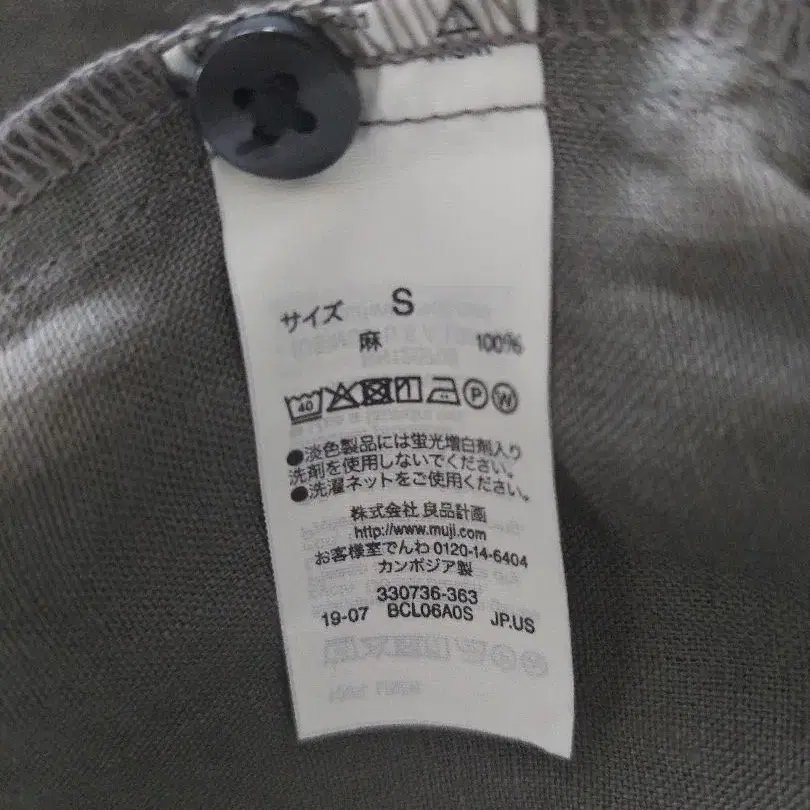 サイズ S
麻 100%
40 P W
●淡色製品には蛍光増白剤入り
洗剤を使用しないでください。
●洗濯ネットをご使用ください。
株式会社 良品計画
http://www.muji.com
お客様室でんわ 0120-14-6404
カンボジア製
330736-363
19-07 BCL06A0S JP.US